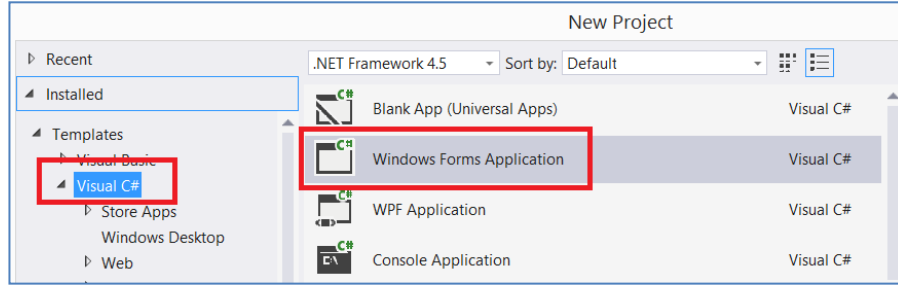 New Project
Recent
.NET Framework 4.5 Sort by: Default
Installed
Templates
Visual Basic
Visual C#
Store Apps
Windows Desktop
Web
C# Blank App (Universal Apps) Visual C#
C# Windows Forms Application Visual C#
C# WPF Application Visual C#
C# Console Application Visual C#